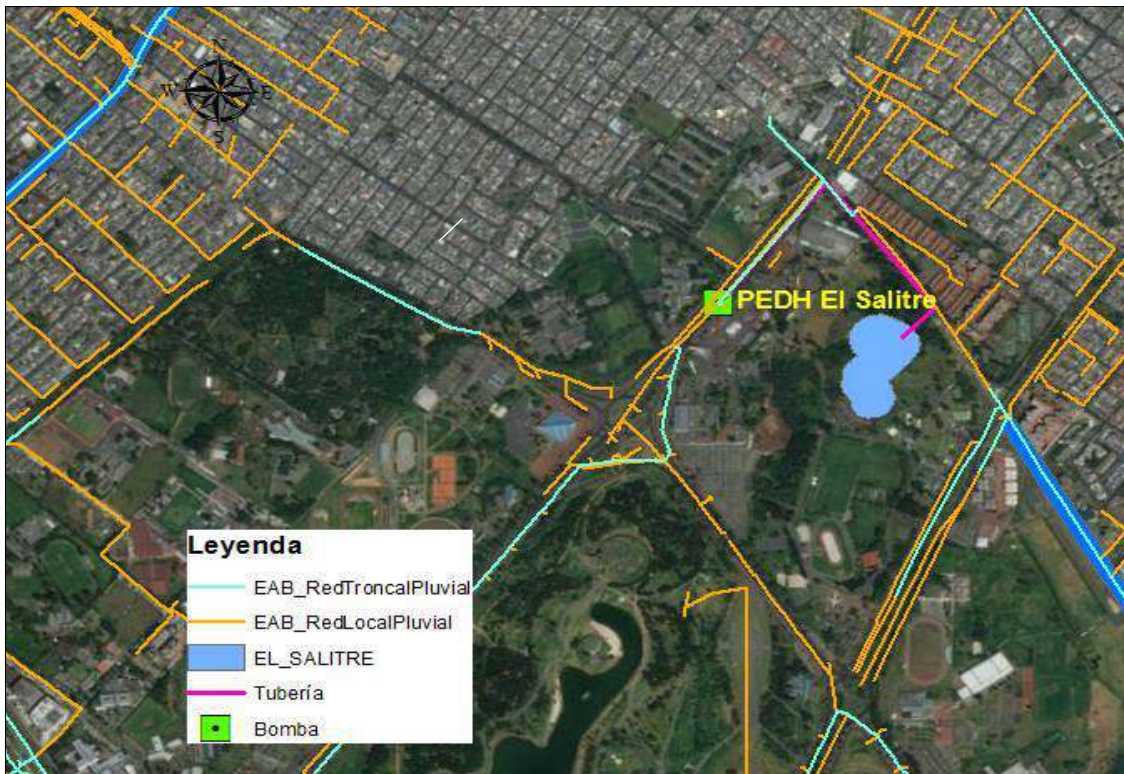 N
W
E
S
PEDH El Salitre
Leyenda
EAB_RedTroncalPluvial
EAB_RedLocalPluvial
EL_SALITRE
Tubería
Bomba